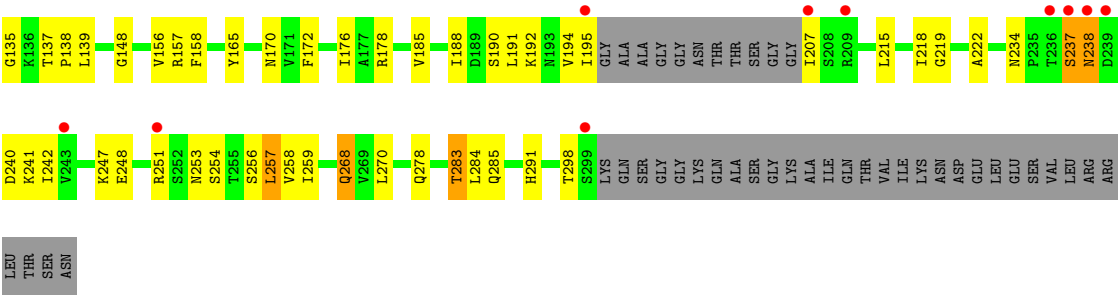 G135 K136 T137 P138 L139 G148 V156 R157 F158 Y165 N170 V171 F172 I176 A177 R178 V185 I188 D189 S190 L191 K192 N193 V194 I195 GLY ALA ALA GLY GLY ASN THR THR SER GLY GLY I207 S208 R209 L215 I218 G219 A222 N234 P235 T236 S237 N238 D239
D240 K241 I242 V243 K247 E248 R251 S252 N253 S254 T255 S256 L257 V258 I259 Q268 V269 L270 Q278 T283 L284 Q285 H291 T298 S299 LYS GLN SER GLY GLY LYS GLN ALA SER GLY LYS ALA ILE GLN THR VAL ILE LYS ASN ASP GLU LEU GLU SER VAL LEU ARG ARG
LEU THR SER ASN